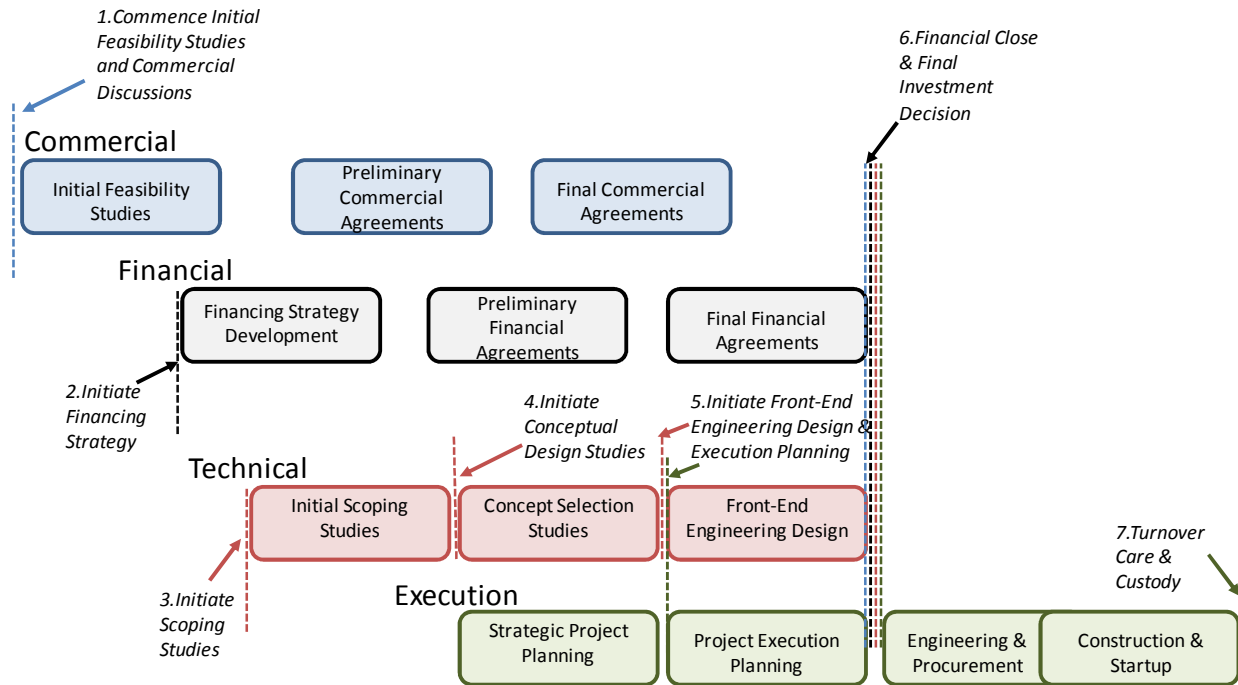 1.Commence Initial
Feasibility Studies
and Commercial
Discussions
6.Financial Close
& Final
Investment
Decision
Commercial
Initial Feasibility
Studies
Preliminary
Commercial
Agreements
Final Commercial
Agreements
Financial
Financing Strategy
Development
Preliminary
Financial
Agreements
Final Financial
Agreements
2.Initiate
Financing
Strategy
4.Initiate
Conceptual
Design Studies
5.Initiate Front-End
Engineering Design &
Execution Planning
Technical
Initial Scoping
Studies
Concept Selection
Studies
Front-End
Engineering Design
3.Initiate
Scoping
Studies
7.Turnover
Care &
Custody
Execution
Strategic Project
Planning
Project Execution
Planning
Engineering &
Procurement
Construction &
Startup